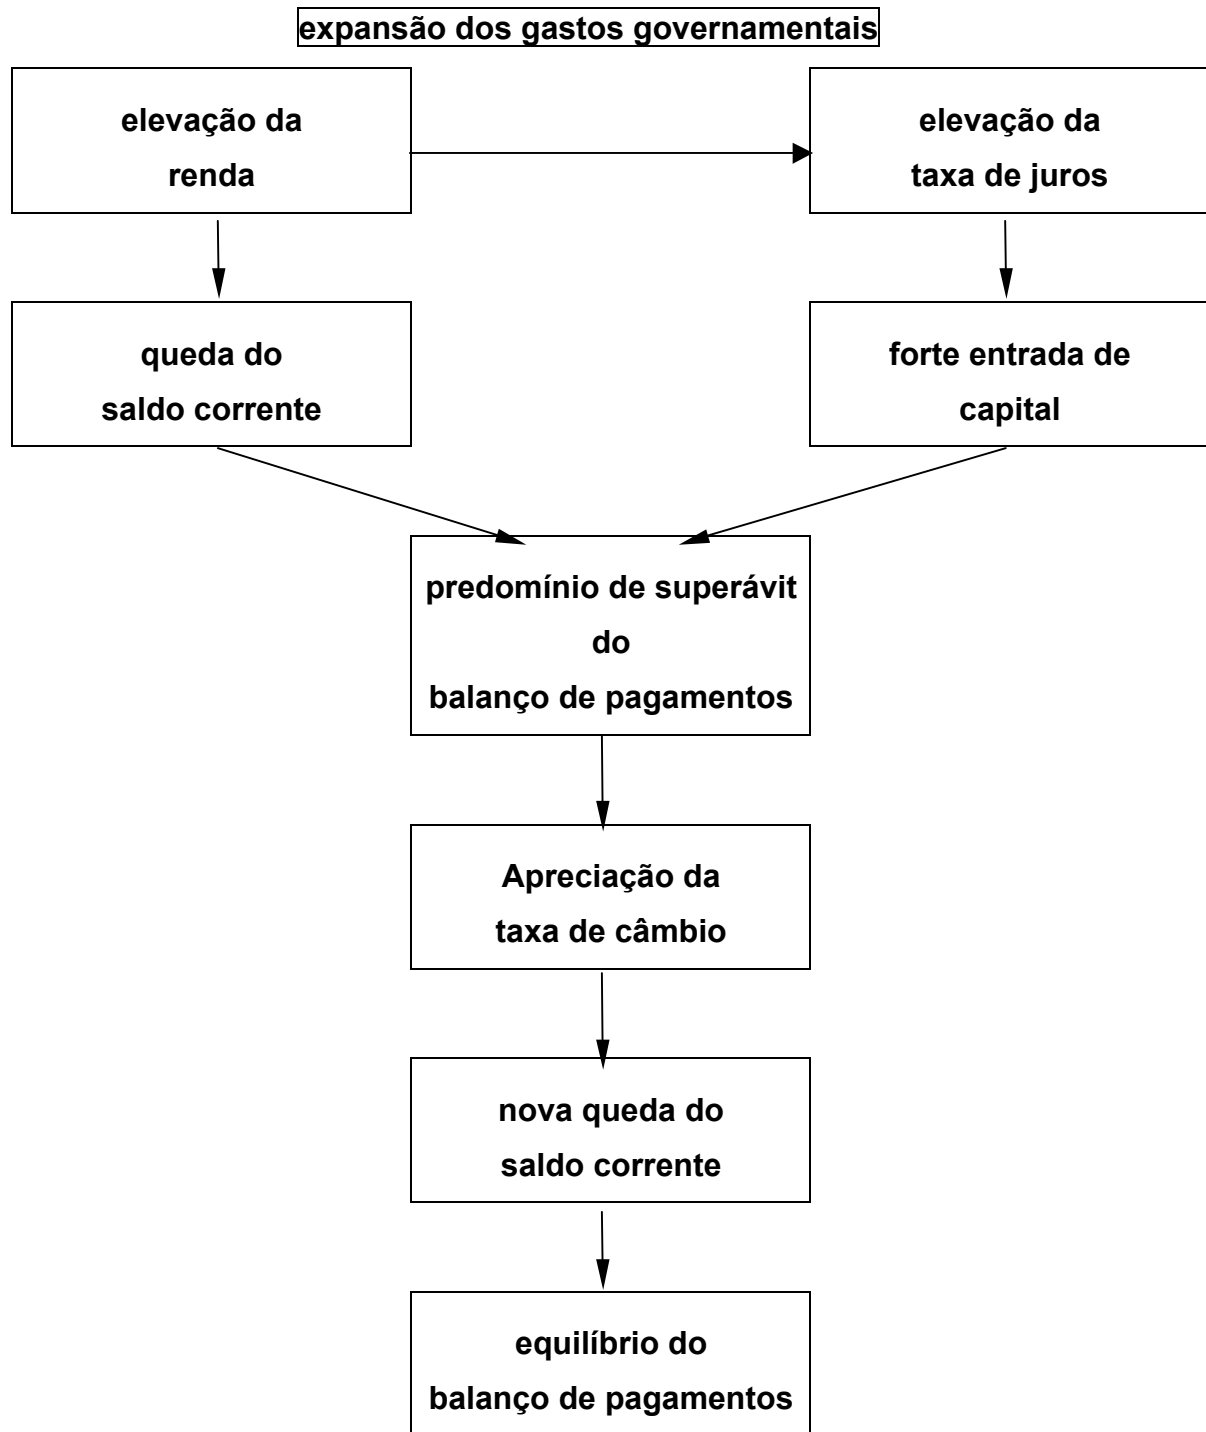 expansão dos gastos governamentais
elevação da
renda
elevação da
taxa de juros
queda do
saldo corrente
forte entrada de
capital
predomínio de superávit
do
balanço de pagamentos
Apreciação da
taxa de câmbio
nova queda do
saldo corrente
equilíbrio do
balanço de pagamentos